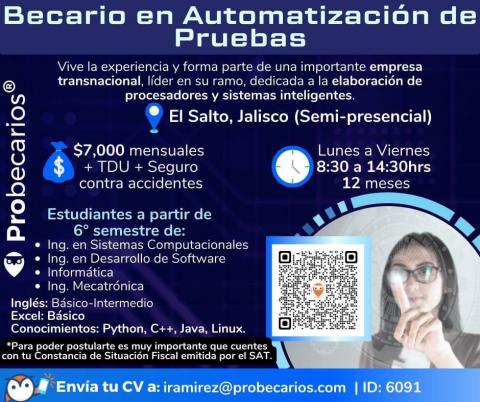 Becario en Automatización de
Pruebas
Vive la experiencia y forma parte de una importante empresa
transnacional, líder en su ramo, dedicada a la elaboración de
procesadores y sistemas inteligentes.
El Salto, Jalisco (Semi-presencial)
Probecarios®
$7,000 mensuales
+ TDU + Seguro
contra accidentes
Lunes a Viernes
8:30 a 14:30hrs
12 meses
Estudiantes a partir de
6° semestre de:
• Ing. en Sistemas Computacionales
• Ing. en Desarrollo de Software
• Informática
• Ing. Mecatrónica
Inglés: Básico-Intermedio
Excel: Básico
Conocimientos: Python, C++, Java, Linux.
*Para poder postularte es muy importante que cuentes
con tu Constancia de Situación Fiscal emitida por el SAT.
Envía tu CV a: iramirez@probecarios.com | ID: 6091